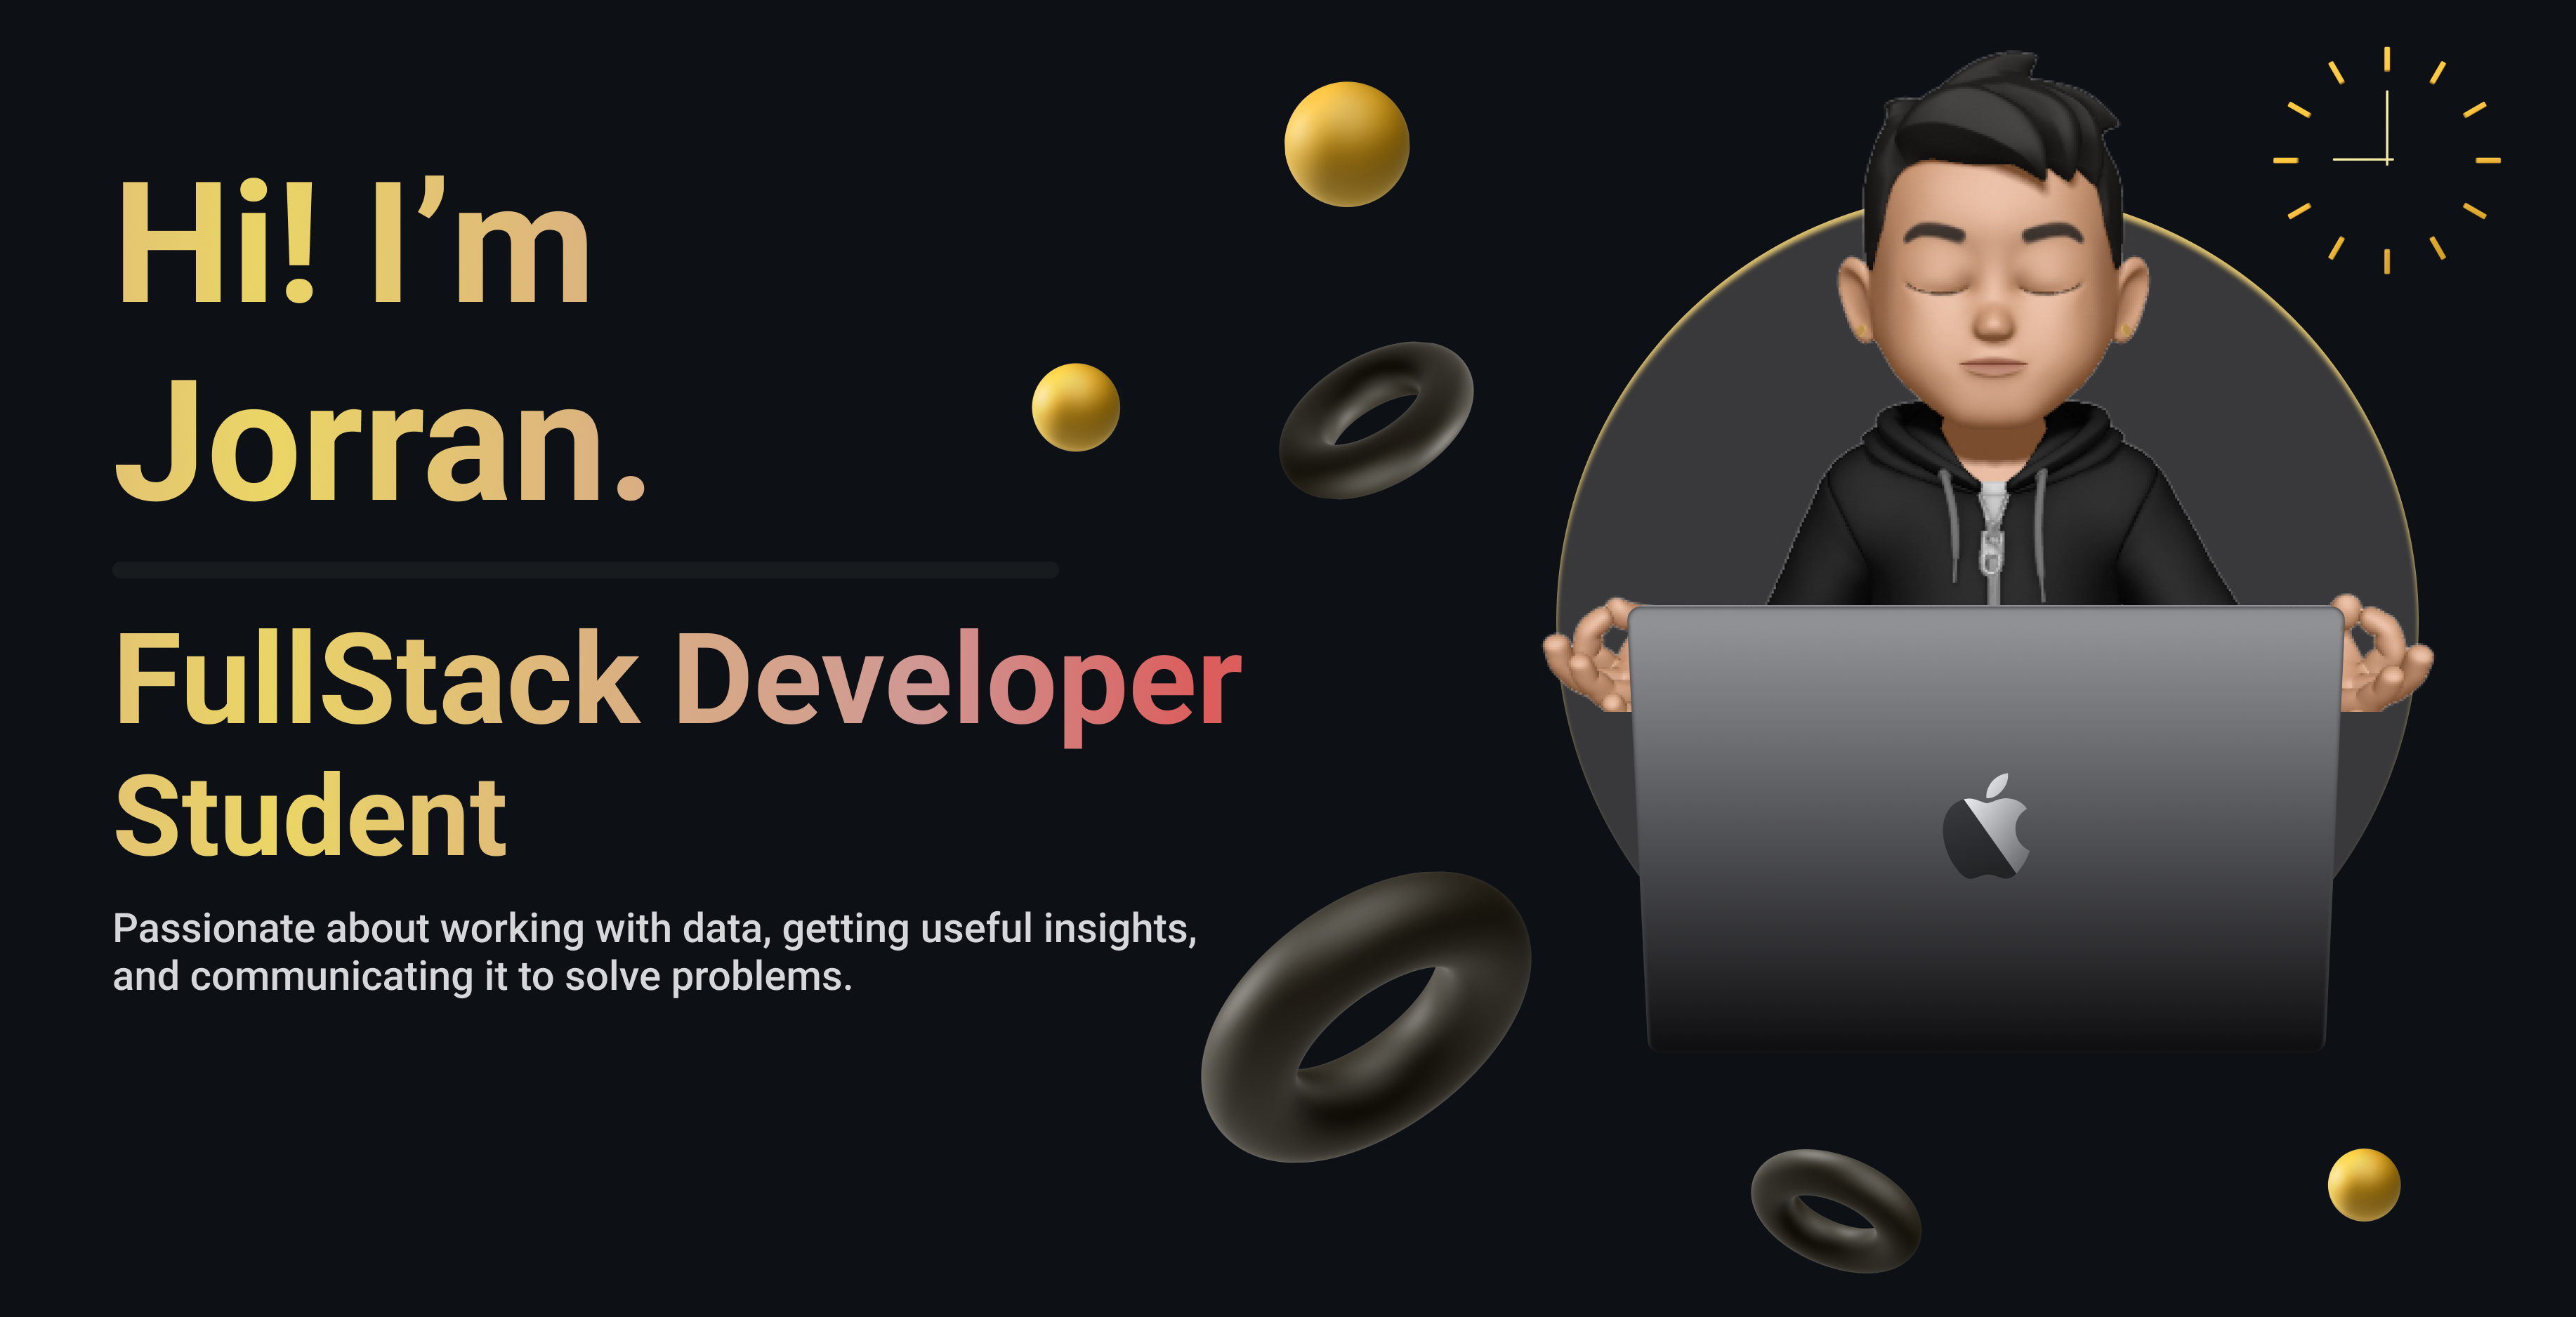 Hi! I’m
Jorran.
FullStack Developer
Student
Passionate about working with data, getting useful insights,
and communicating it to solve problems.